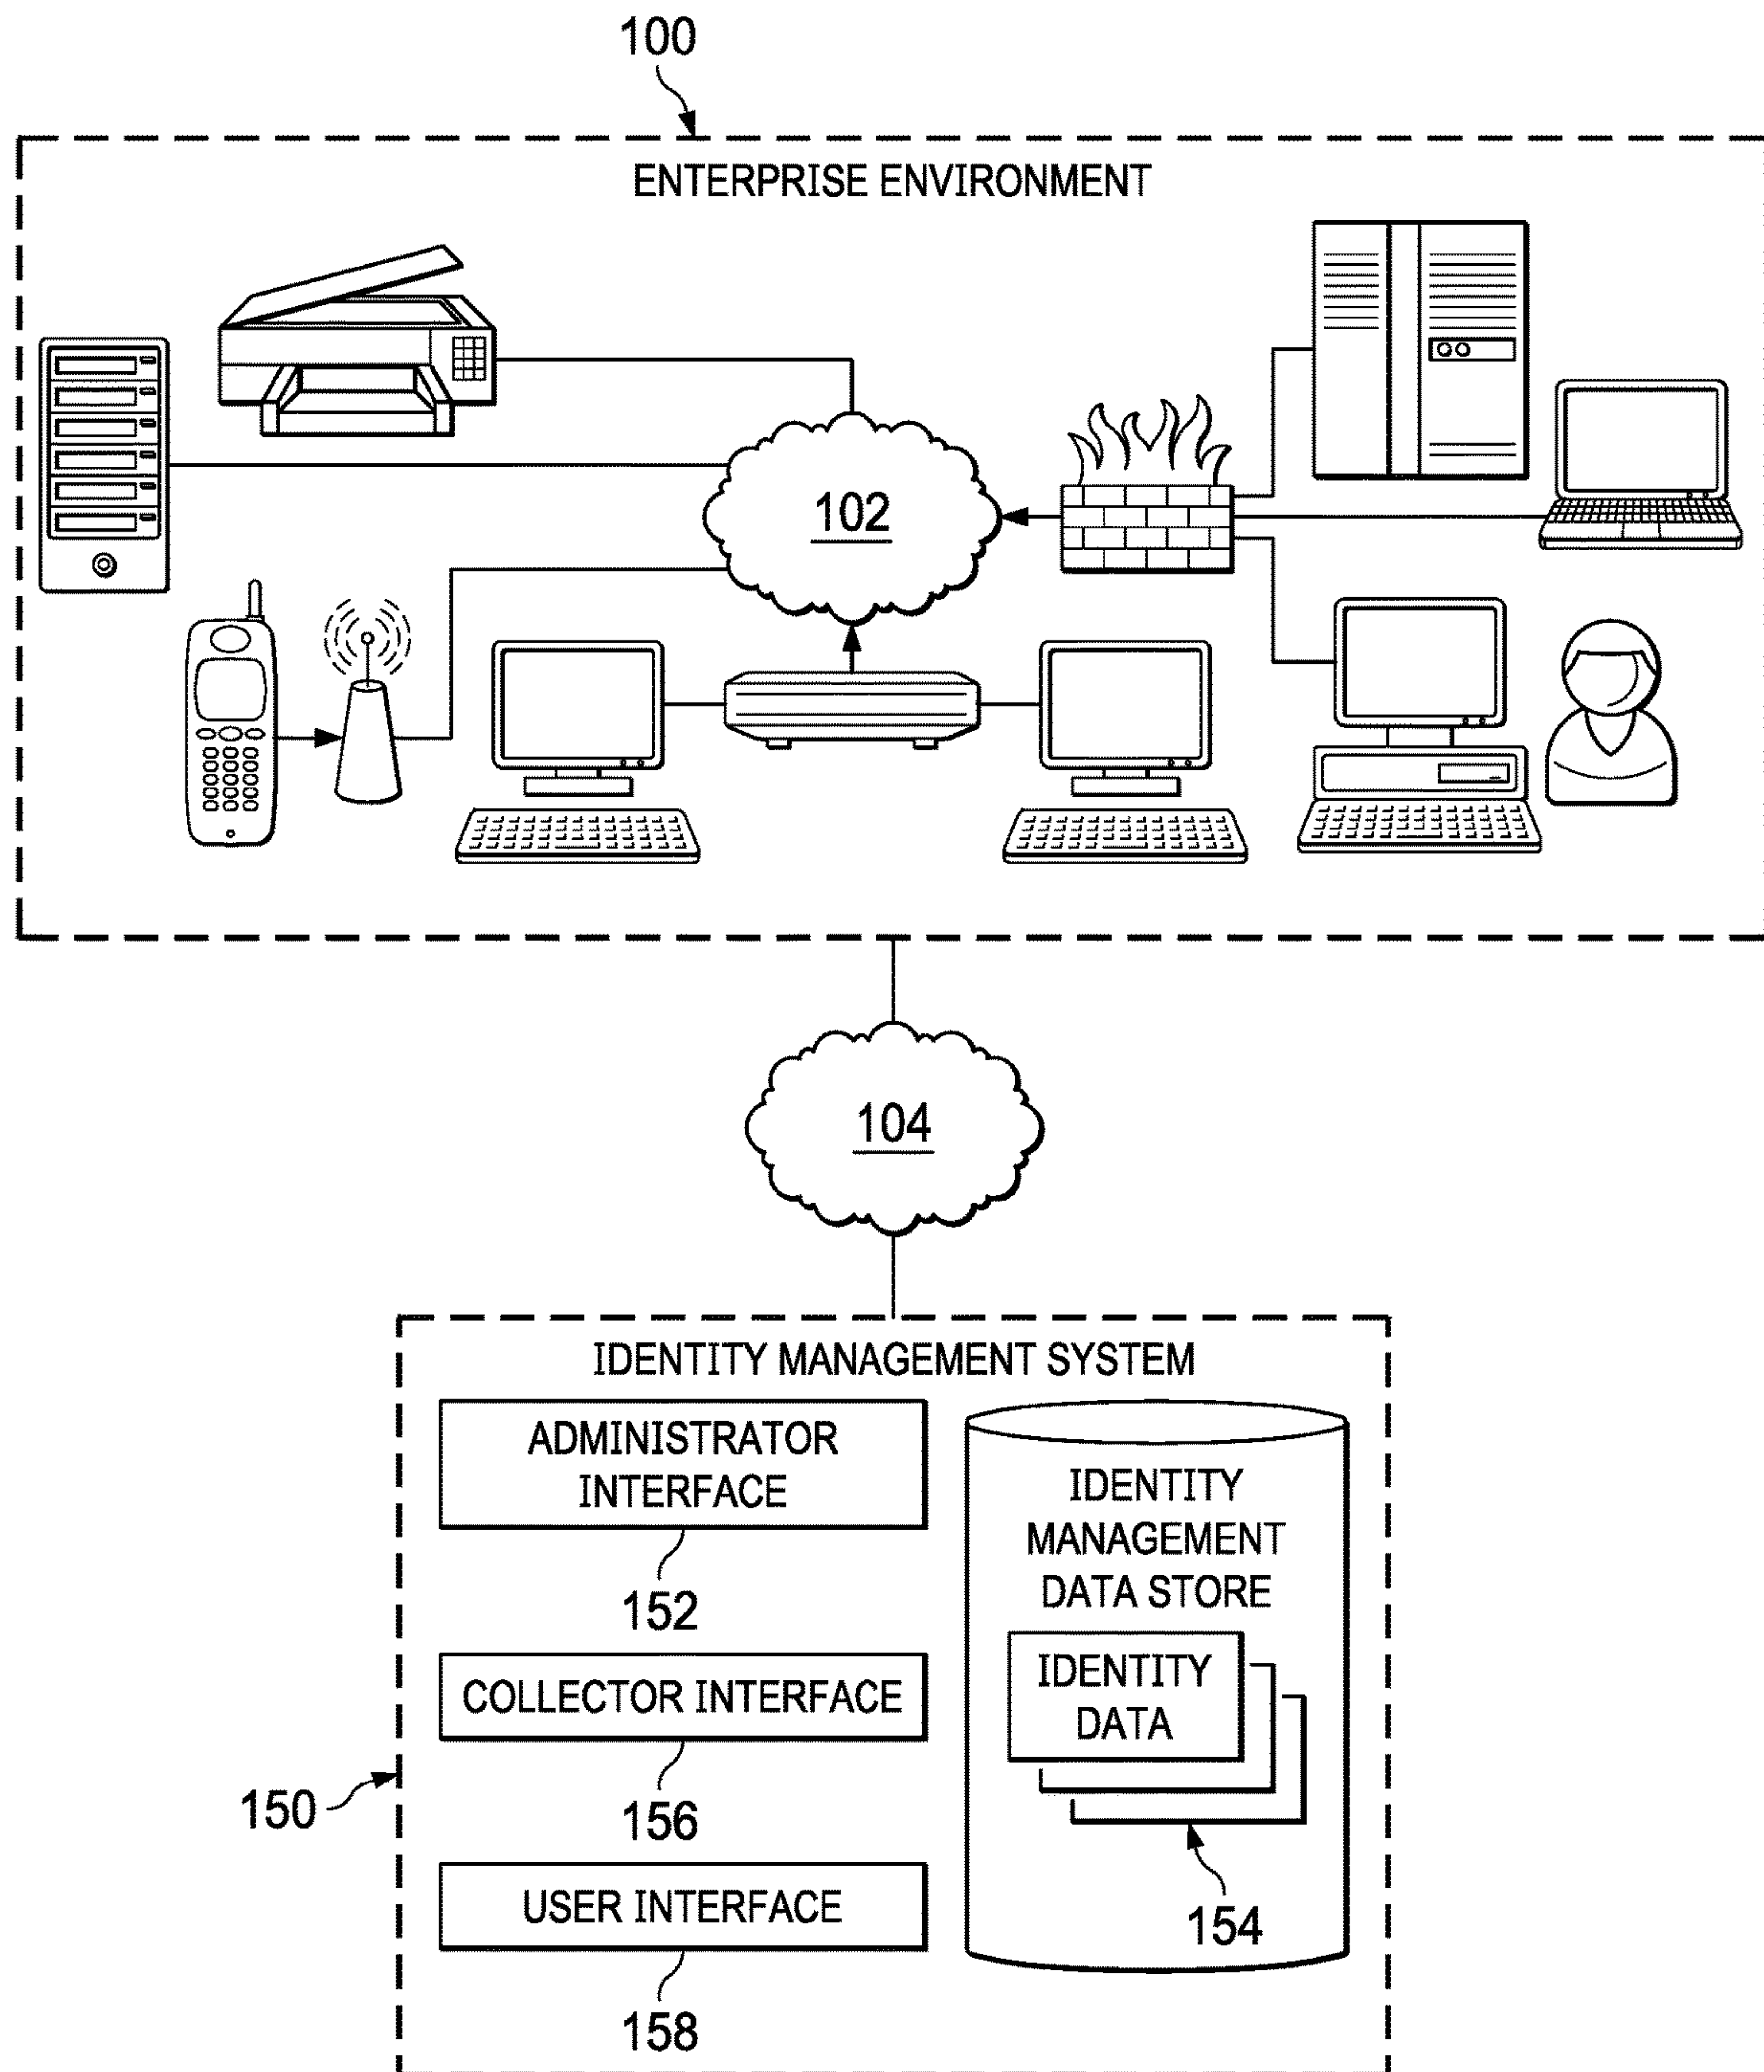 100
ENTERPRISE ENVIRONMENT
102
104
IDENTITY MANAGEMENT SYSTEM
ADMINISTRATOR
INTERFACE
152
COLLECTOR INTERFACE
156
USER INTERFACE
158
150
IDENTITY
MANAGEMENT
DATA STORE
IDENTITY
DATA
154